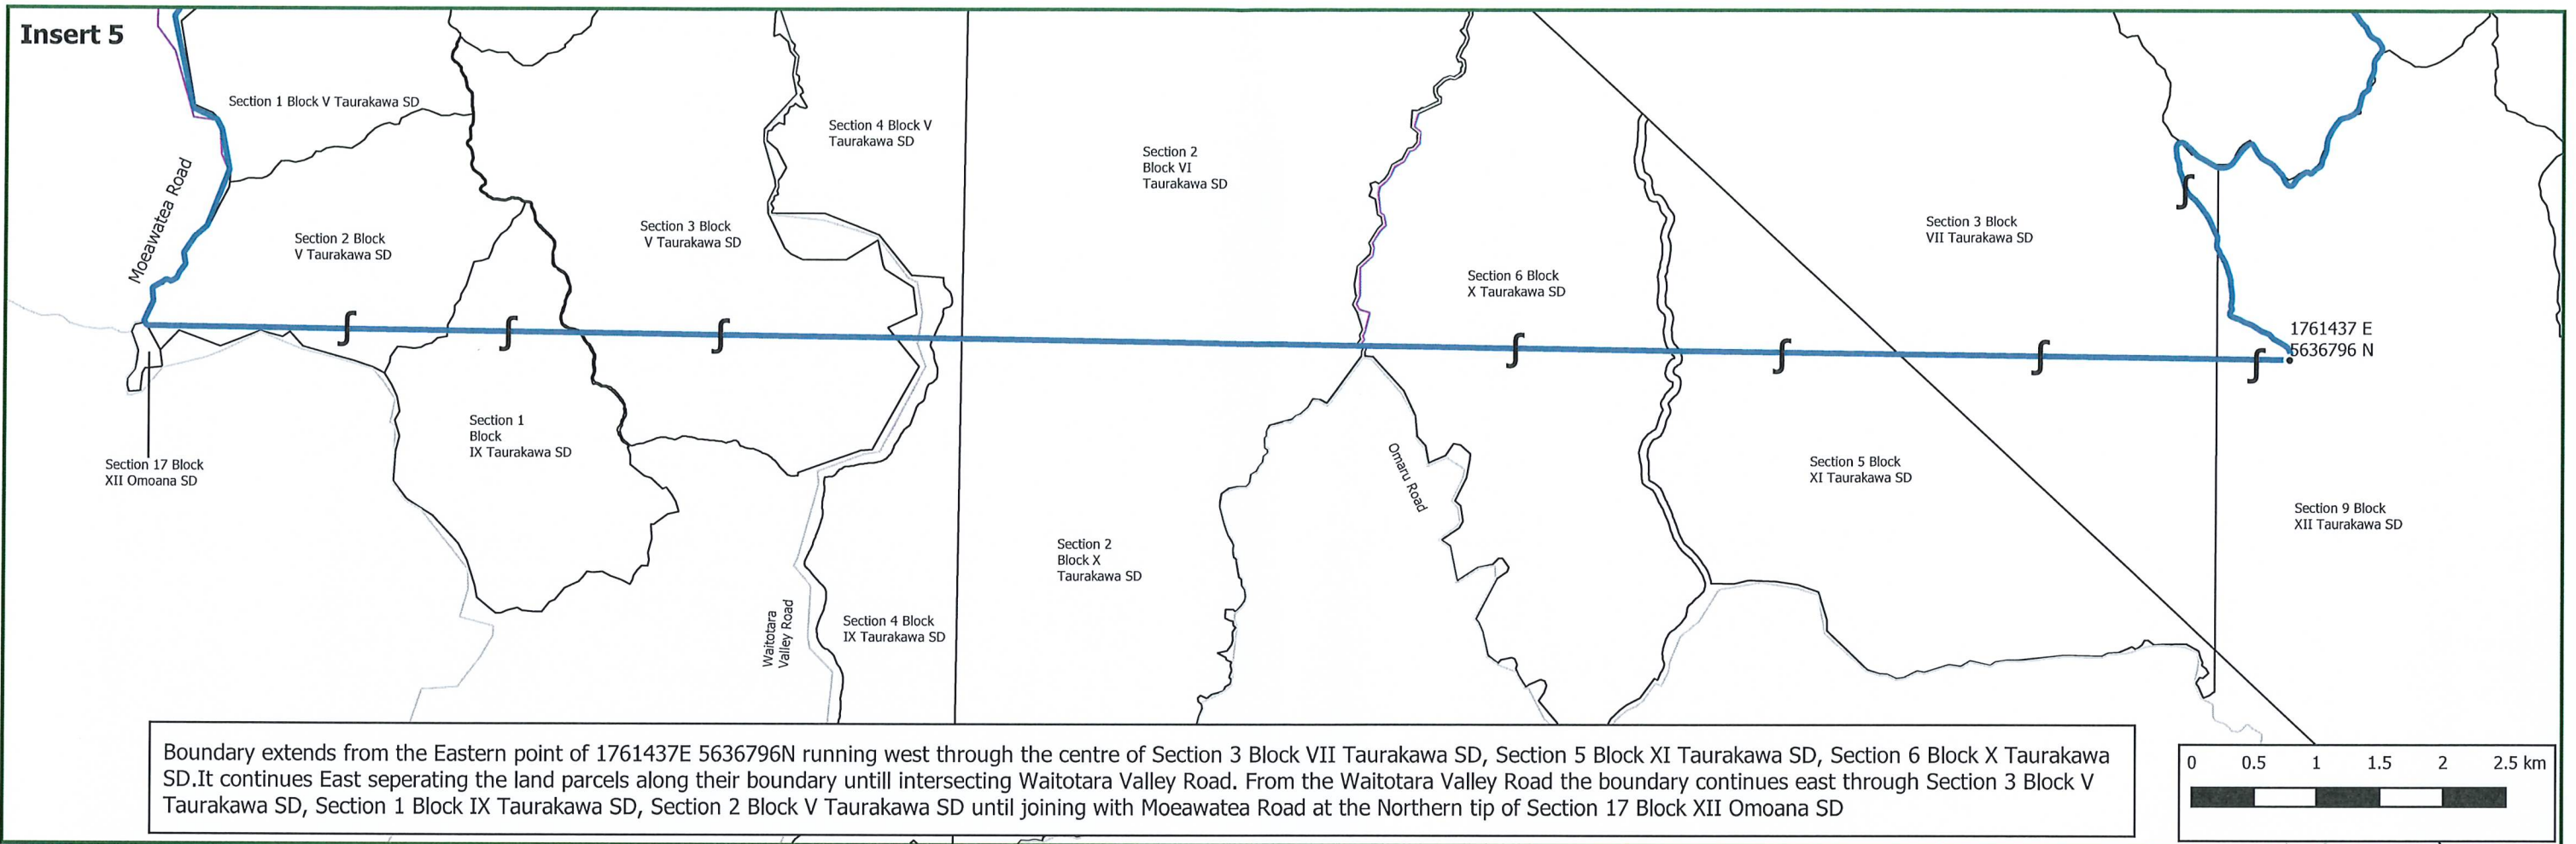 Insert 5
Section 1 Block V Taurakawa SD
Section 4 Block V
Taurakawa SD
Section 2
Block VI
Taurakawa SD
Moeawatea Road
Section 2 Block
V Taurakawa SD
Section 3 Block
V Taurakawa SD
Section 6 Block
X Taurakawa SD
Section 3 Block
VII Taurakawa SD
1761437 E
5636796 N
Section 17 Block
XII Omoana SD
Section 1
Block
IX Taurakawa SD
Omaru Road
Section 5 Block
XI Taurakawa SD
Section 9 Block
XII Taurakawa SD
Section 2
Block X
Taurakawa SD
Waitotara
Valley Road
Section 4 Block
IX Taurakawa SD
Boundary extends from the Eastern point of 1761437E 5636796N running west through the centre of Section 3 Block VII Taurakawa SD, Section 5 Block XI Taurakawa SD, Section 6 Block X Taurakawa
SD.It continues East seperating the land parcels along their boundary untill intersecting Waitotara Valley Road. From the Waitotara Valley Road the boundary continues east through Section 3 Block V
Taurakawa SD, Section 1 Block IX Taurakawa SD, Section 2 Block V Taurakawa SD until joining with Moeawatea Road at the Northern tip of Section 17 Block XII Omoana SD
0 0.5 1 1.5 2 2.5 km